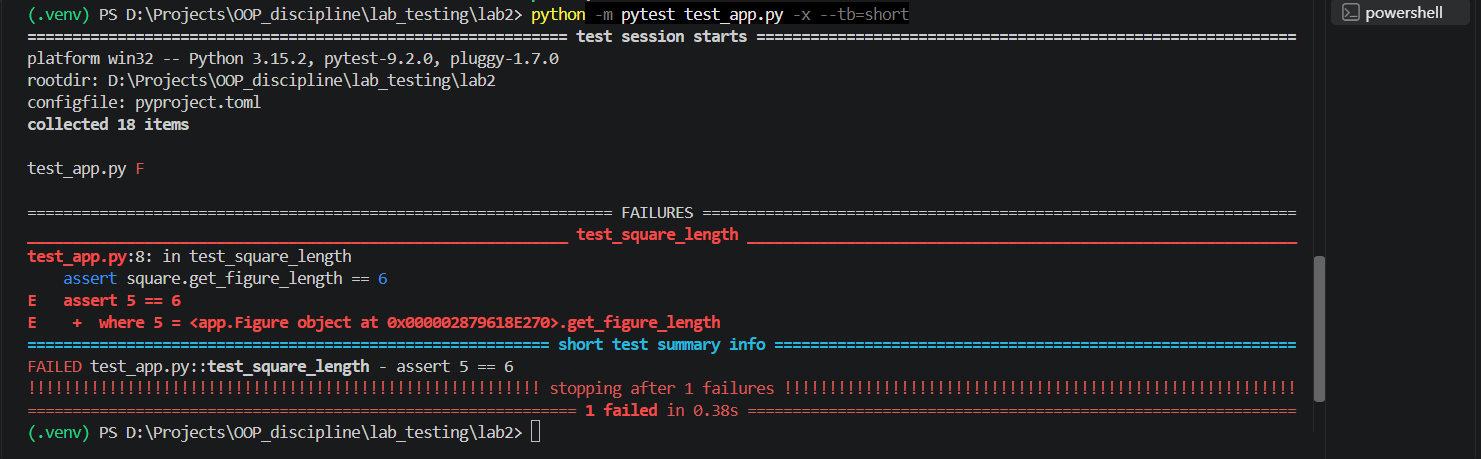 (.venv) PS D:\Projects\OOP_discipline\lab_testing\lab2> python -m pytest test_app.py -x --tb=short
powershell
============================================================ test session starts =============================================================
platform win32 -- Python 3.15.2, pytest-9.2.0, pluggy-1.7.0
rootdir: D:\Projects\OOP_discipline\lab_testing\lab2
configfile: pyproject.toml
collected 18 items
test_app.py F
================================================================= FAILURES ==================================================================
____________________________________________________________ test_square_length _____________________________________________________________
test_app.py:8: in test_square_length
    assert square.get_figure_length == 6
E   assert 5 == 6
E    +  where 5 = <app.Figure object at 0x000002879618E270>.get_figure_length
========================================================== short test summary info ==========================================================
FAILED test_app.py::test_square_length - assert 5 == 6
!!!!!!!!!!!!!!!!!!!!!!!!!!!!!!!!!!!!!!!!!!!!!!!!!!!!!!!!! stopping after 1 failures !!!!!!!!!!!!!!!!!!!!!!!!!!!!!!!!!!!!!!!!!!!!!!!!!!!!!!!!!
============================================================= 1 failed in 0.38s =============================================================
(.venv) PS D:\Projects\OOP_discipline\lab_testing\lab2>